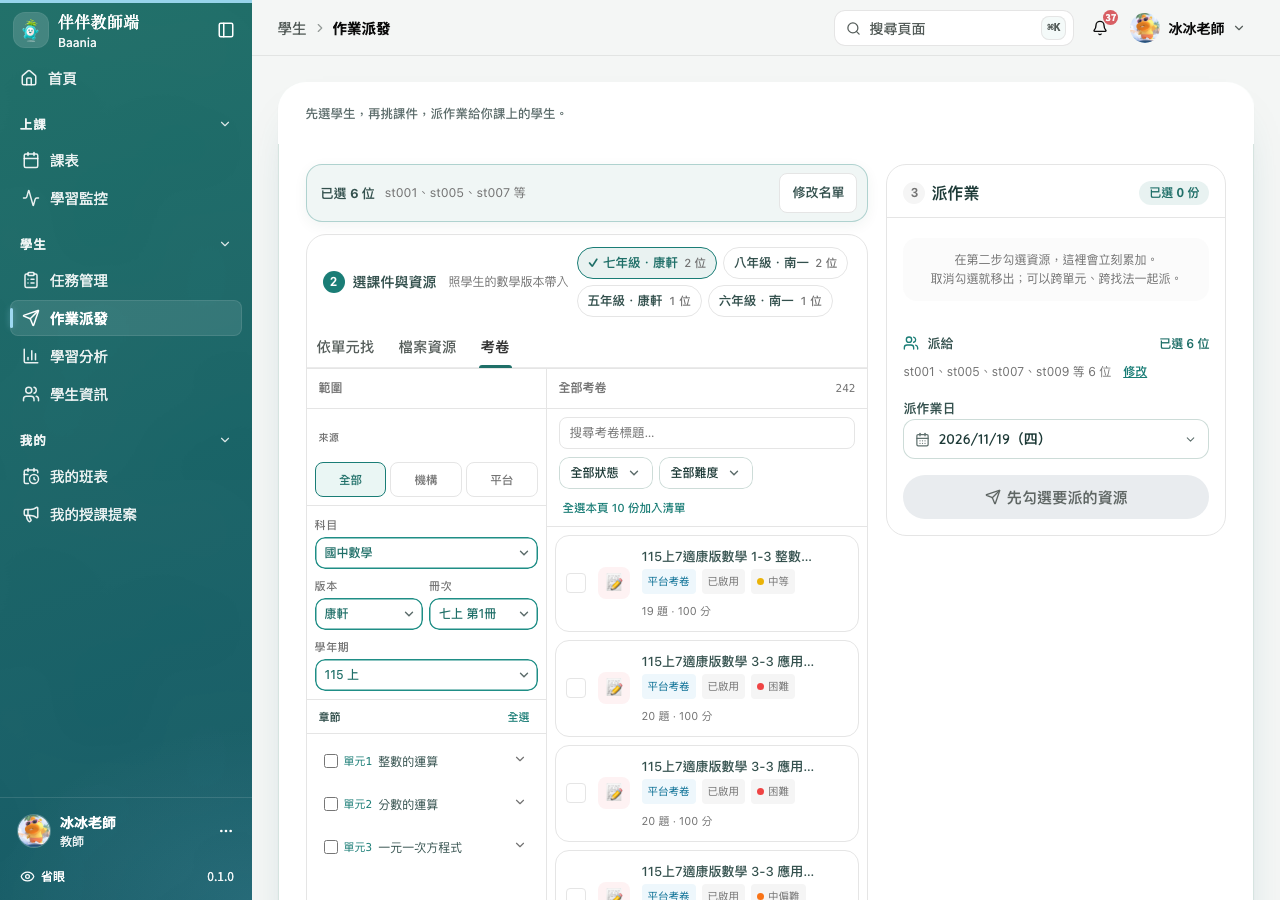 伴伴教師端
Baania
首頁
上課
課表
學習監控
學生
任務管理
作業派發
學習分析
學生資訊
我的
我的班表
我的授課提案
冰冰老師
教師
省眼
0.1.0
學生
作業派發
搜尋頁面
⌘K
37
冰冰老師
先選學生，再挑課件，派作業給你課上的學生。
已選 6 位 st001、st005、st007 等
修改名單
2 選課件與資源 照學生的數學版本帶入
七年級 · 康軒 2 位
八年級 · 南一 2 位
五年級 · 康軒 1 位
六年級 · 南一 1 位
依單元找
檔案資源
考卷
範圍
來源
全部
機構
平台
科目
國中數學
版本
冊次
康軒
七上 第1冊
學年期
115 上
章節
全選
單元1 整數的運算
單元2 分數的運算
單元3 一元一次方程式
全部考卷
242
搜尋考卷標題...
全部狀態
全部難度
全選本頁 10 份加入清單
115上7適康版數學 1-3 整數...
平台考卷 已啟用 中等
19 題 · 100 分
115上7適康版數學 3-3 應用...
平台考卷 已啟用 困難
20 題 · 100 分
115上7適康版數學 3-3 應用...
平台考卷 已啟用 困難
20 題 · 100 分
115上7適康版數學 3-3 應用...
平台考卷 已啟用 中偏難
3 派作業
已選 0 份
在第二步勾選資源，這裡會立刻累加。
取消勾選就移出；可以跨單元、跨找法一起派。
派給
已選 6 位
st001、st005、st007、st009 等 6 位 修改
派作業日
2026/11/19（四）
先勾選要派的資源